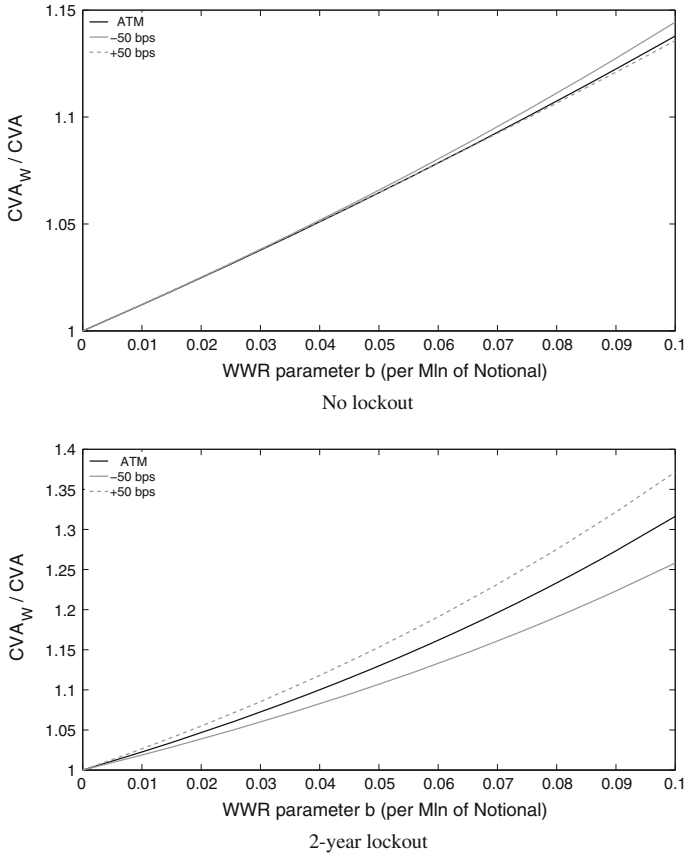 1.15
ATM
−50 bps
+50 bps
1.1
CVA_W / CVA
1.05
1
0 0.01 0.02 0.03 0.04 0.05 0.06 0.07 0.08 0.09 0.1
WWR parameter b (per Mln of Notional)
No lockout
1.4
ATM
−50 bps
+50 bps
1.35
1.3
1.25
CVA_W / CVA
1.2
1.15
1.1
1.05
1
0 0.01 0.02 0.03 0.04 0.05 0.06 0.07 0.08 0.09 0.1
WWR parameter b (per Mln of Notional)
2-year lockout